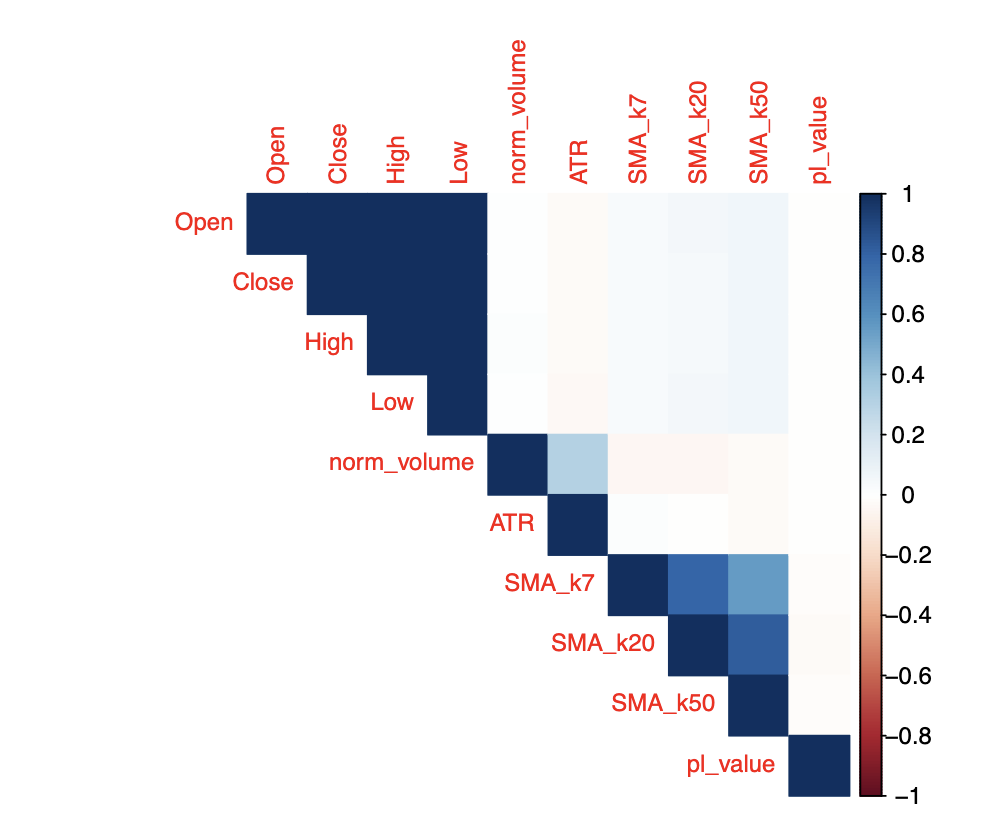 Open
Close
High
Low
norm_volume
ATR
SMA_k7
SMA_k20
SMA_k50
pl_value
Open
Close
High
Low
norm_volume
ATR
SMA_k7
SMA_k20
SMA_k50
pl_value
1
0.8
0.6
0.4
0.2
0
−0.2
−0.4
−0.6
−0.8
−1